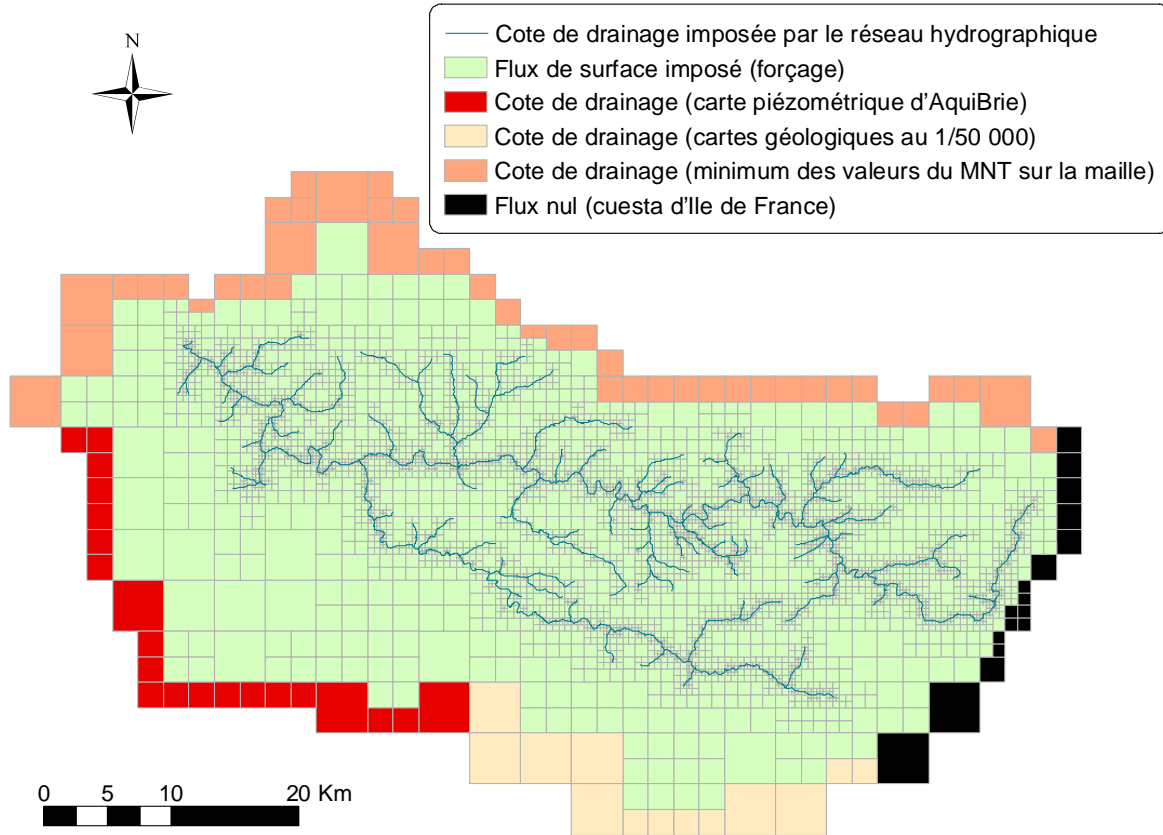 N
Cote de drainage imposée par le réseau hydrographique
Flux de surface imposé (forçage)
Cote de drainage (carte piézométrique d'AquiBrie)
Cote de drainage (cartes géologiques au 1/50 000)
Cote de drainage (minimum des valeurs du MNT sur la maille)
Flux nul (cuesta d'Ile de France)
0 5 10 20 Km